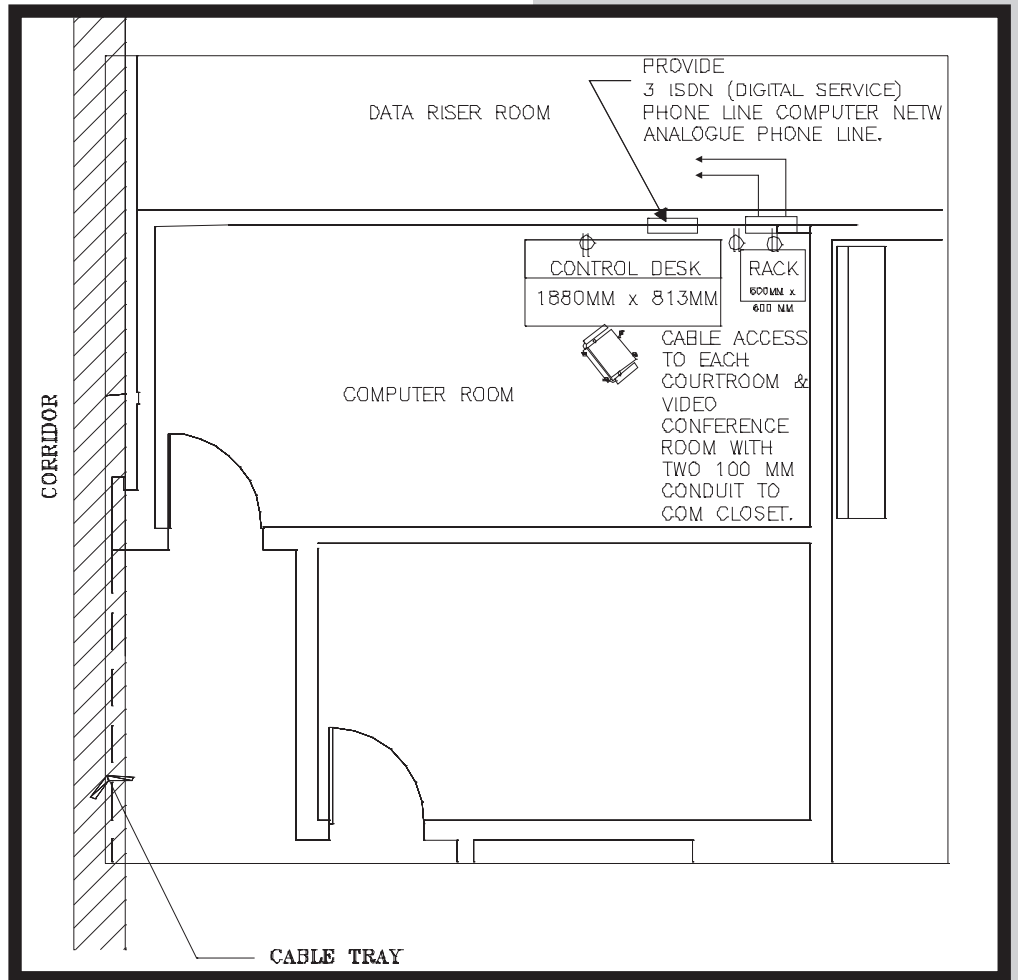 PROVIDE
3 ISDN (DIGITAL SERVICE)
PHONE LINE COMPUTER NETW
ANALOGUE PHONE LINE.
DATA RISER ROOM
CONTROL DESK
1880MM x 813MM
RACK
600MM x
600 MM
CABLE ACCESS
TO EACH
COURTROOM &
VIDEO
CONFERENCE
ROOM WITH
TWO 100 MM
CONDUIT TO
COM CLOSET.
COMPUTER ROOM
CORRIDOR
CABLE TRAY